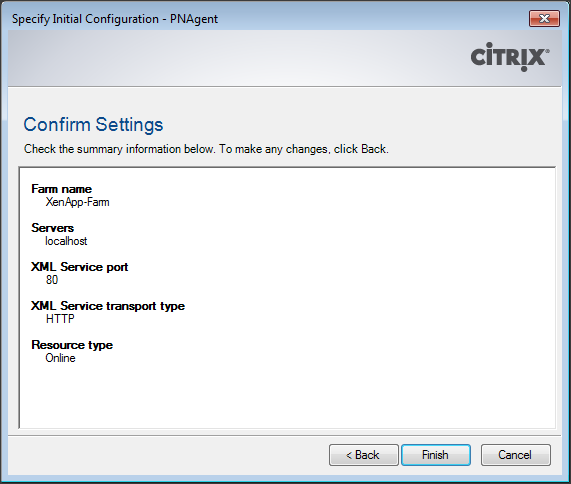 Specify Initial Configuration - PNAgent
CITRIX®
Confirm Settings
Check the summary information below. To make any changes, click Back.
Farm name
XenApp-Farm
Servers
localhost
XML Service port
80
XML Service transport type
HTTP
Resource type
Online
< Back Finish Cancel